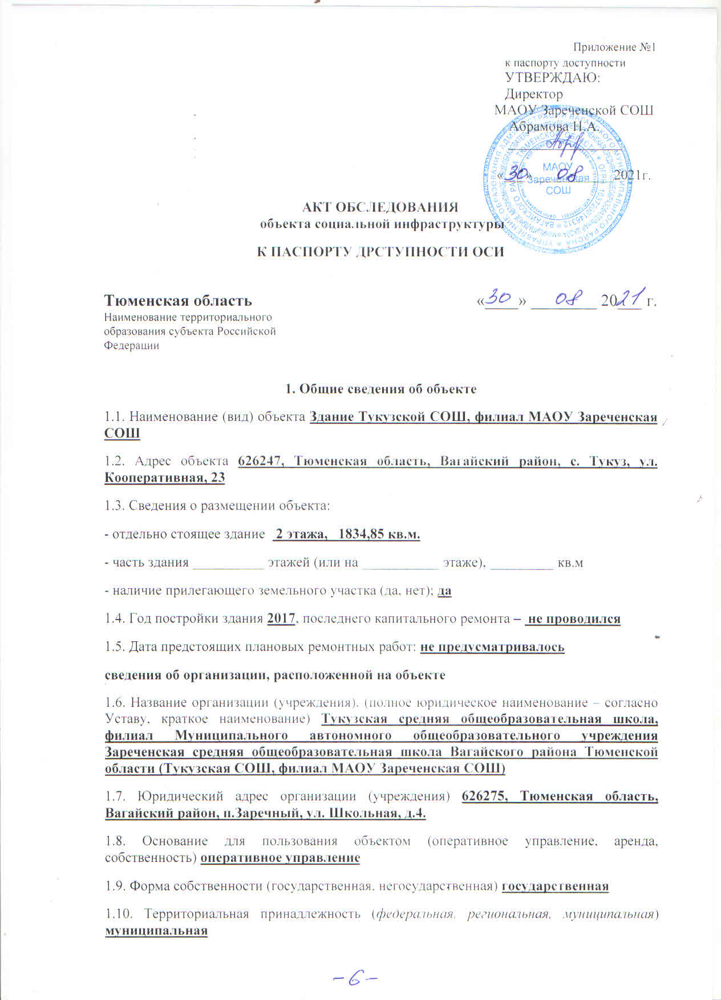 Приложение №1
к паспорту доступности
УТВЕРЖДАЮ:
Директор
МАОУ Зареченской СОШ
Абрамова Н.А.
«30» 08 2021г.
МАОУ
Зареченская
СОШ
АКТ ОБСЛЕДОВАНИЯ
объекта социальной инфраструктуры
К ПАСПОРТУ ДРСТУПНОСТИ ОСИ
Тюменская область «30» 08 2021 г.
Наименование территориального
образования субъекта Российской
Федерации
1. Общие сведения об объекте
1.1. Наименование (вид) объекта Здание Тукузской СОШ, филиал МАОУ Зареченская
СОШ
1.2. Адрес объекта 626247, Тюменская область, Вагайский район, с. Тукуз, ул.
Кооперативная, 23
1.3. Сведения о размещении объекта:
- отдельно стоящее здание 2 этажа, 1834,85 кв.м.
- часть здания __________ этажей (или на __________ этаже), _________ кв.м
- наличие прилегающего земельного участка (да, нет); да
1.4. Год постройки здания 2017, последнего капитального ремонта – не проводился
1.5. Дата предстоящих плановых ремонтных работ: не предусматривалось
сведения об организации, расположенной на объекте
1.6. Название организации (учреждения), (полное юридическое наименование – согласно
Уставу, краткое наименование) Тукузская средняя общеобразовательная школа,
филиал Муниципального автономного общеобразовательного учреждения
Зареченская средняя общеобразовательная школа Вагайского района Тюменской
области (Тукузская СОШ, филиал МАОУ Зареченская СОШ)
1.7. Юридический адрес организации (учреждения) 626275, Тюменская область,
Вагайский район, п.Заречный, ул. Школьная, д.4.
1.8. Основание для пользования объектом (оперативное управление, аренда,
собственность) оперативное управление
1.9. Форма собственности (государственная, негосударственная) государственная
1.10. Территориальная принадлежность (федеральная, региональная, муниципальная)
муниципальная
-6-